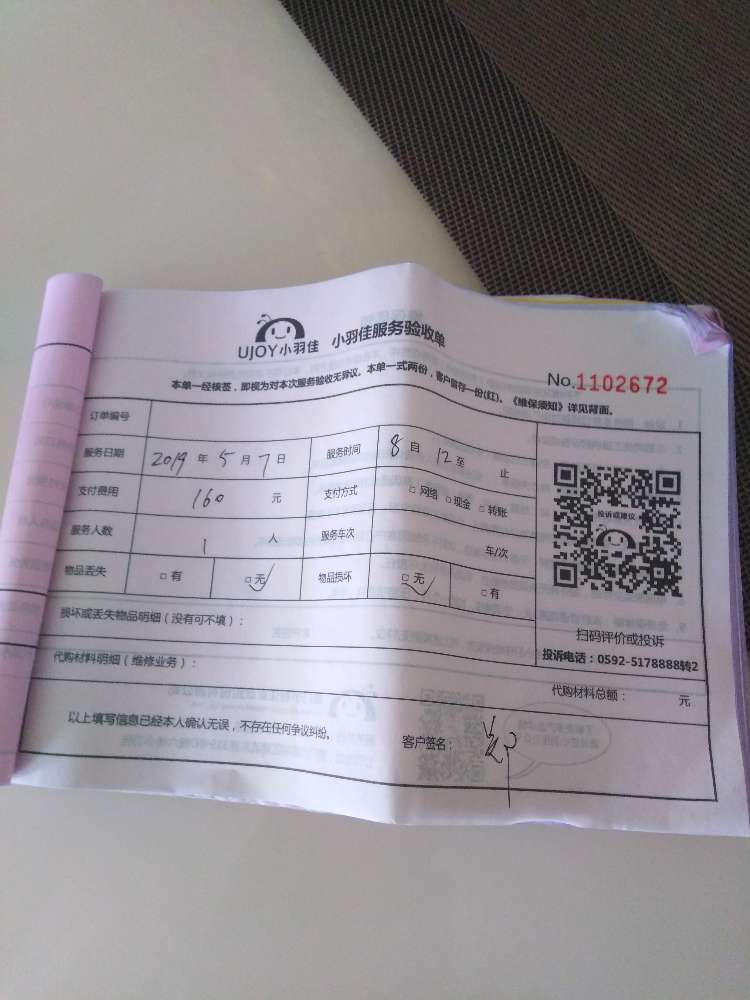 UJOY小羽佳 小羽佳服务验收单
No.1102672
本单一经核签,即视为对本次服务验收无异议。本单一式两份,客户留存一份(红)。《维保须知》详见背面。
订单编号
服务日期 2019 年 5 月 7 日 服务时间 8 自 12 至 止
支付费用 160 元 支付方式 □ 网络 □ 现金 □ 转账
服务人数 1 人 服务车次 车/次
物品丢失 □ 有 □ 无 ✓ 物品损坏 □ 无 ✓ □ 有
投诉或建议
扫码评价或投诉
投诉电话:0592-5178888转2
损坏或丢失物品明细(没有可不填):
代购材料明细(维修业务):
代购材料总额: 元
以上填写信息已经本人确认无误,不存在任何争议纠纷。
客户签名: